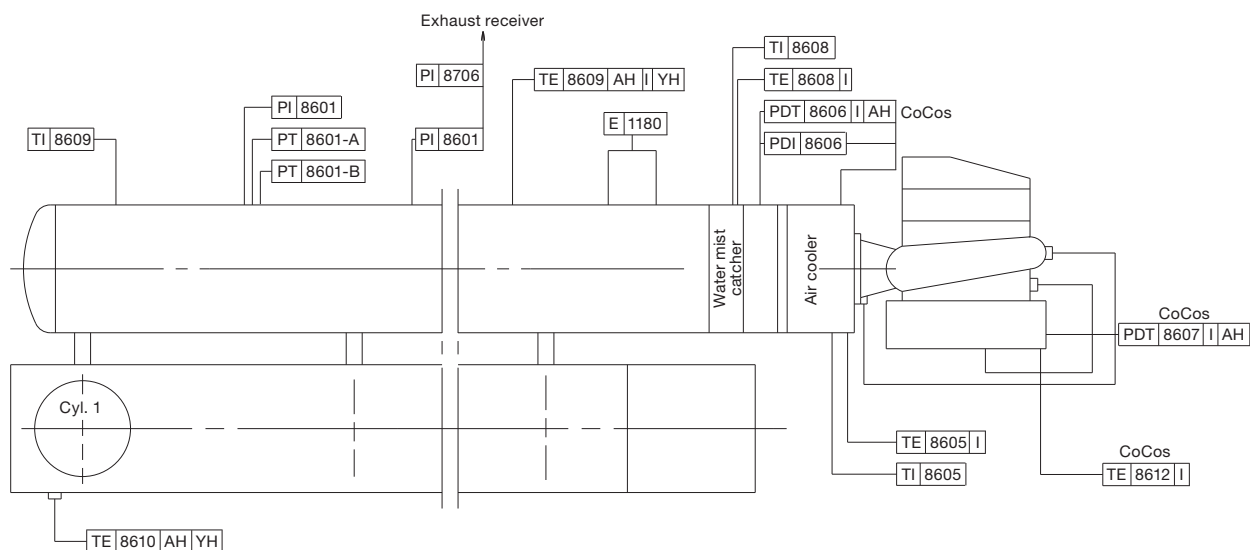 Exhaust receiver
TI 8608
PI 8706
TE 8609 AH I YH
TE 8608 I
PI 8601
PDT 8606 I AH CoCos
E 1180
TI 8609
PT 8601-A
PI 8601
PDI 8606
PT 8601-B
Water mist
catcher
Air cooler
CoCos
PDT 8607 I AH
Cyl. 1
TE 8605 I
CoCos
TI 8605
TE 8612 I
TE 8610 AH YH